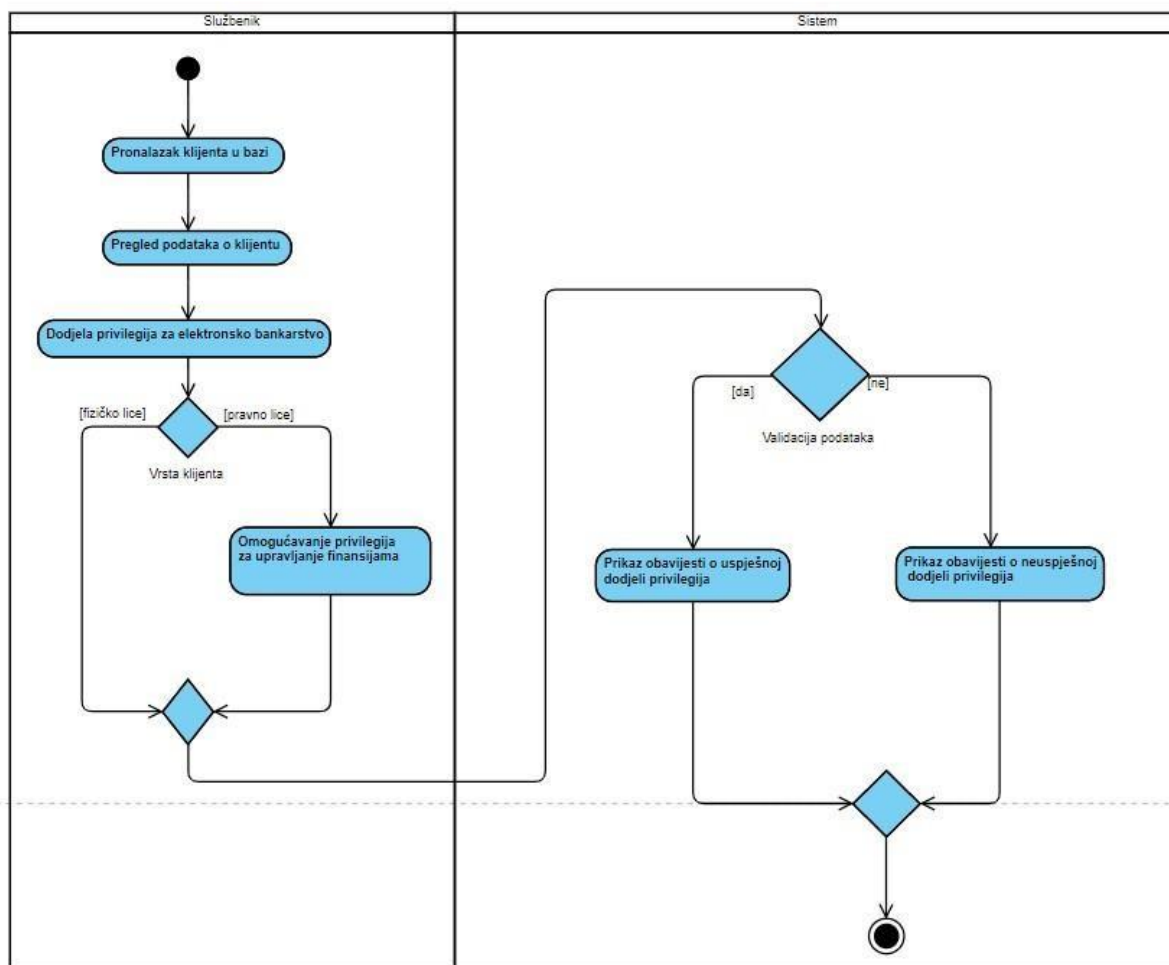 Službenik
Sistem
Pronalazak klijenta u bazi
Pregled podataka o klijentu
Dodjela privilegija za elektronsko bankarstvo
[fizičko lice]
[pravno lice]
Vrsta klijenta
Omogućavanje privilegija
za upravljanje finansijama
[da]
[ne]
Validacija podataka
Prikaz obavijesti o uspješnoj
dodjeli privilegija
Prikaz obavijesti o neuspješnoj
dodjeli privilegija